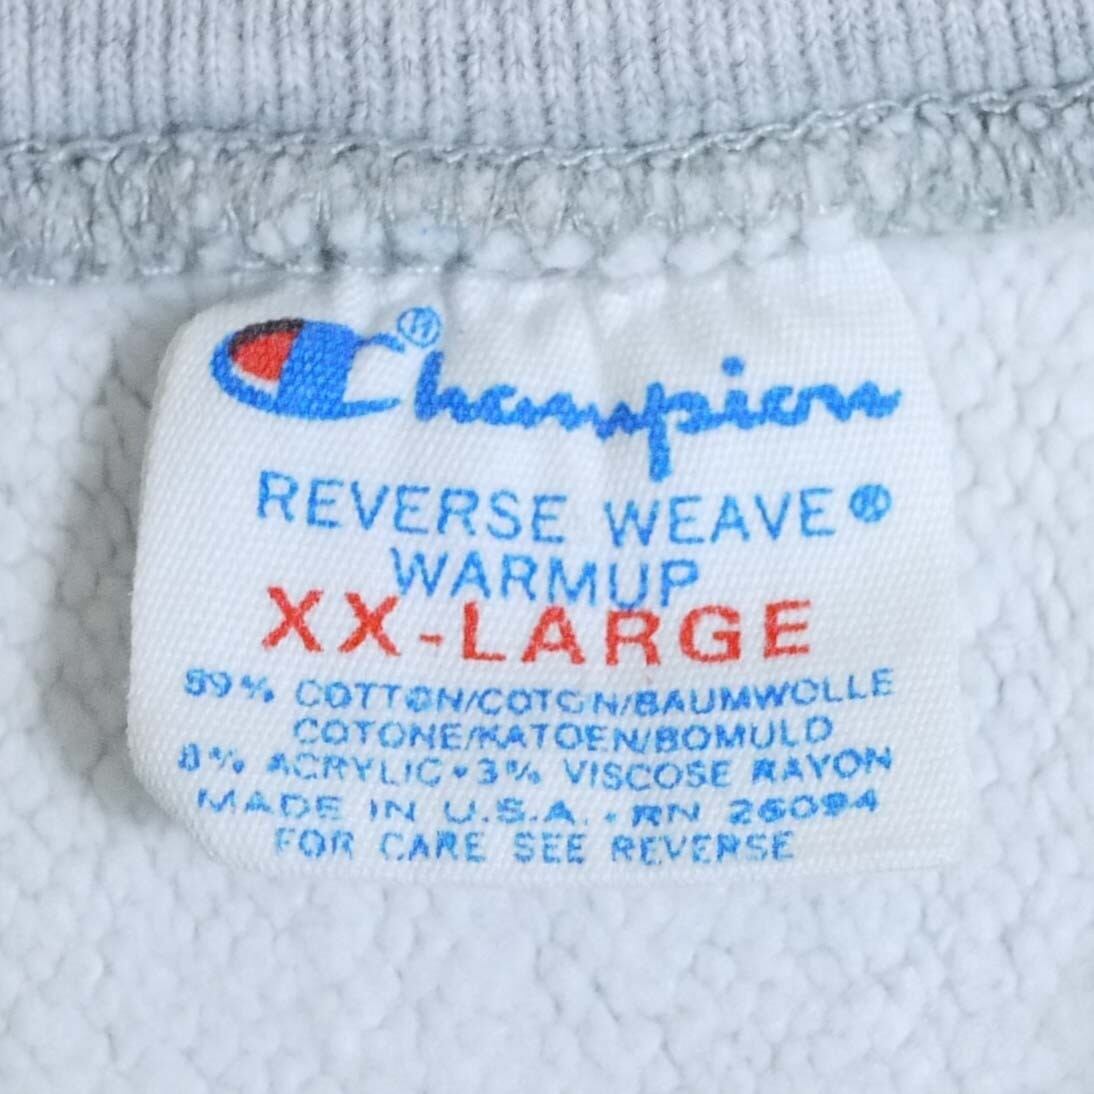 Champion®
REVERSE WEAVE®
WARMUP
XX-LARGE
89% COTTON/COTON/BAUMWOLLE
COTONE/KATOEN/BOMULD
8% ACRYLIC • 3% VISCOSE RAYON
MADE IN U.S.A. • RN 26094
FOR CARE SEE REVERSE